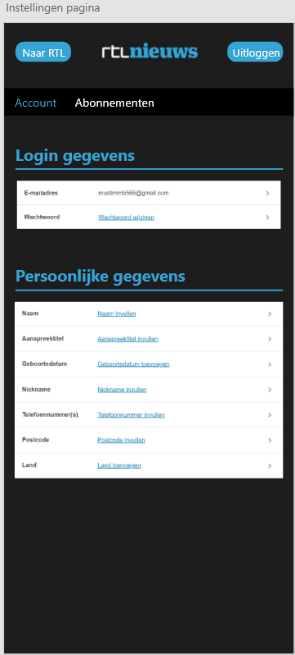 Instellingen pagina
Naar RTL
rtlnieuws
Uitloggen
Account Abonnementen
Login gegevens
E-mailadres mustimmb566@gmail.com
Wachtwoord Wachtwoord wijzigen
Persoonlijke gegevens
Naam Naam invullen
Aanspreektitel Aanspreektitel invullen
Geboortedatum Geboortedatum toevoegen
Nickname Nickname invullen
Telefoonnummer(s) Telefoonnummer invullen
Postcode Postcode invullen
Land Land toevoegen